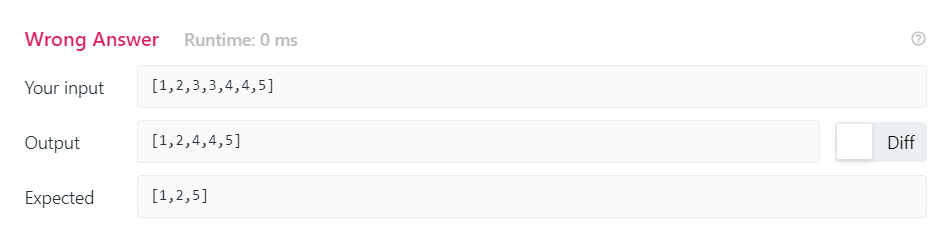 Wrong Answer Runtime: 0 ms
Your input [1,2,3,3,4,4,5]
Output [1,2,4,4,5] Diff
Expected [1,2,5]